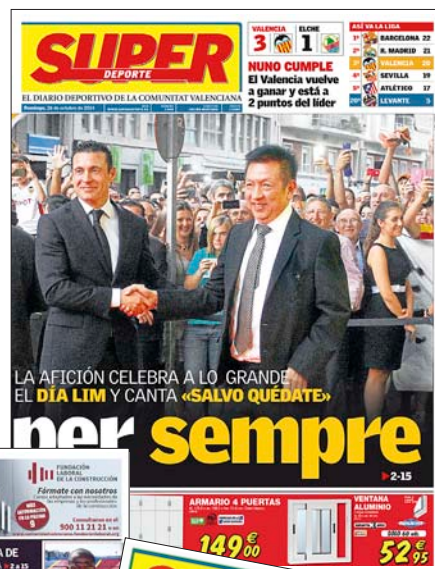 SUPER
DEPORTE
EL DIARIO DEPORTIVO DE LA COMUNITAT VALENCIANA
VALENCIA
3
ELCHE
1
NUNO CUMPLE
El Valencia vuelve
a ganar y está a
2 puntos del líder
ASÍ VA LA LIGA
1º BARCELONA 22
2º R. MADRID 21
3º VALENCIA 20
4º SEVILLA 19
5º ATLÉTICO 17
20º LEVANTE 5
LA AFICIÓN CELEBRA A LO GRANDE
EL DÍA LIM Y CANTA «SALVO QUÉDATE»
per sempre
2-15
FUNDACIÓN
LABORAL
DE LA CONSTRUCCIÓN
Fórmate con nosotros
900 11 21 21
A DE
2 a 15
ARMARIO 4 PUERTAS
149,00 €
VENTANA
ALUMINIO
52,95 €